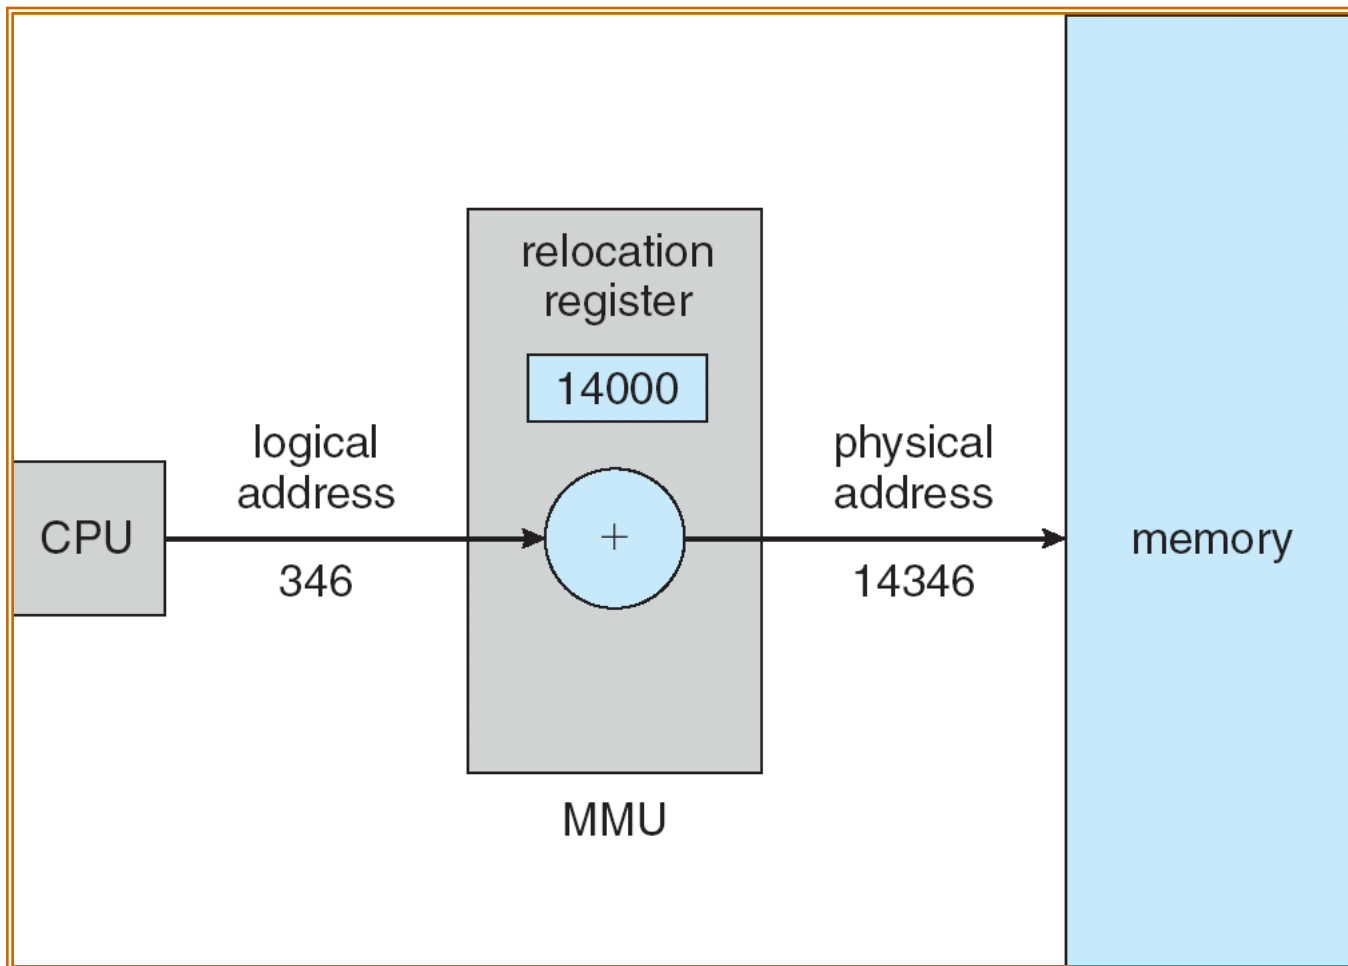 relocation
register
14000
logical
address
346
physical
address
14346
CPU
+
memory
MMU